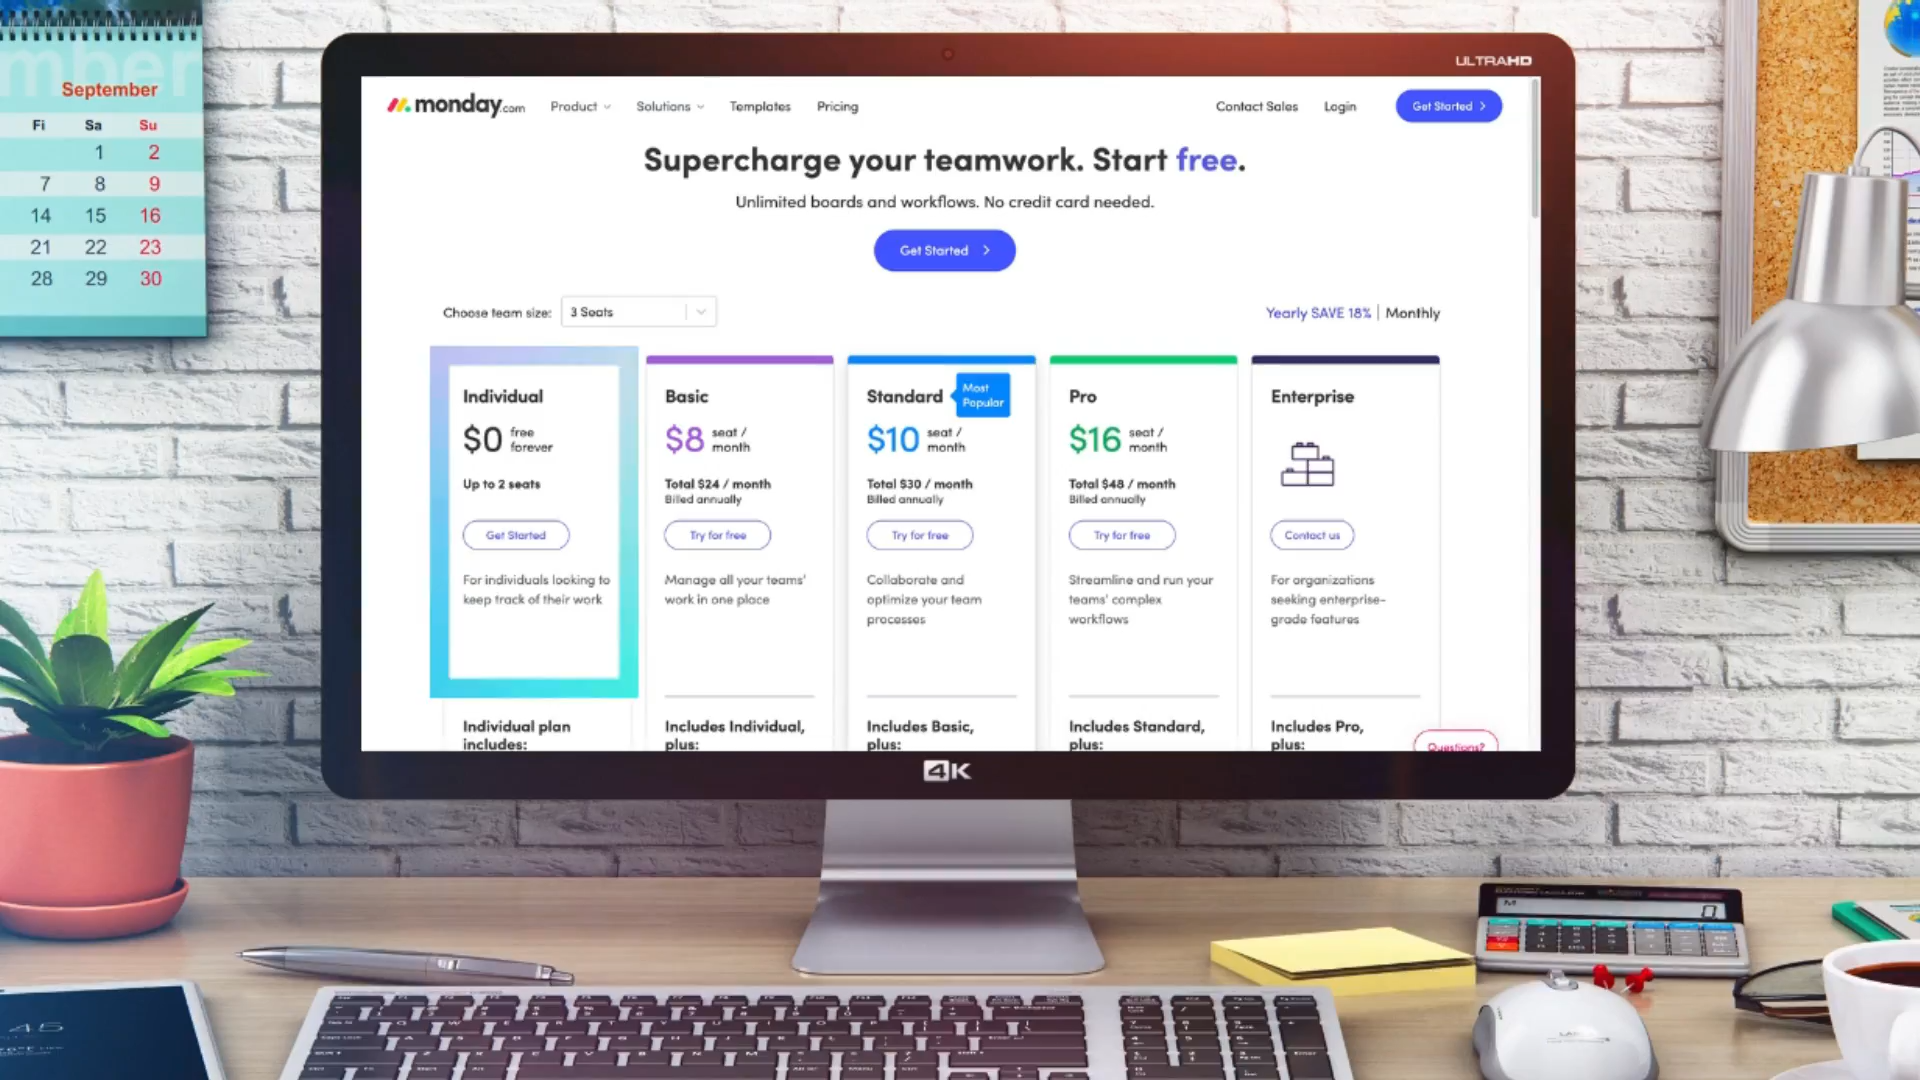 mber
September
Fi Sa Su
1 2
7 8 9
14 15 16
21 22 23
28 29 30
ULTRAHD
monday.com Product Solutions Templates Pricing Contact Sales Login Get Started
Supercharge your teamwork. Start free.
Unlimited boards and workflows. No credit card needed.
Get Started
Choose team size: 3 Seats
Yearly SAVE 18% | Monthly
Individual
$0 free forever
Up to 2 seats
Get Started
For individuals looking to
keep track of their work
Individual plan
includes:
Basic
$8 seat / month
Total $24 / month
Billed annually
Try for free
Manage all your teams'
work in one place
Includes Individual,
plus:
Standard
Most
Popular
$10 seat / month
Total $30 / month
Billed annually
Try for free
Collaborate and
optimize your team
processes
Includes Basic,
plus:
Pro
$16 seat / month
Total $48 / month
Billed annually
Try for free
Streamline and run your
teams' complex
workflows
Includes Standard,
plus:
Enterprise
Contact us
For organizations
seeking enterprise-
grade features
Includes Pro,
plus:
Questions?
4K
M
0.